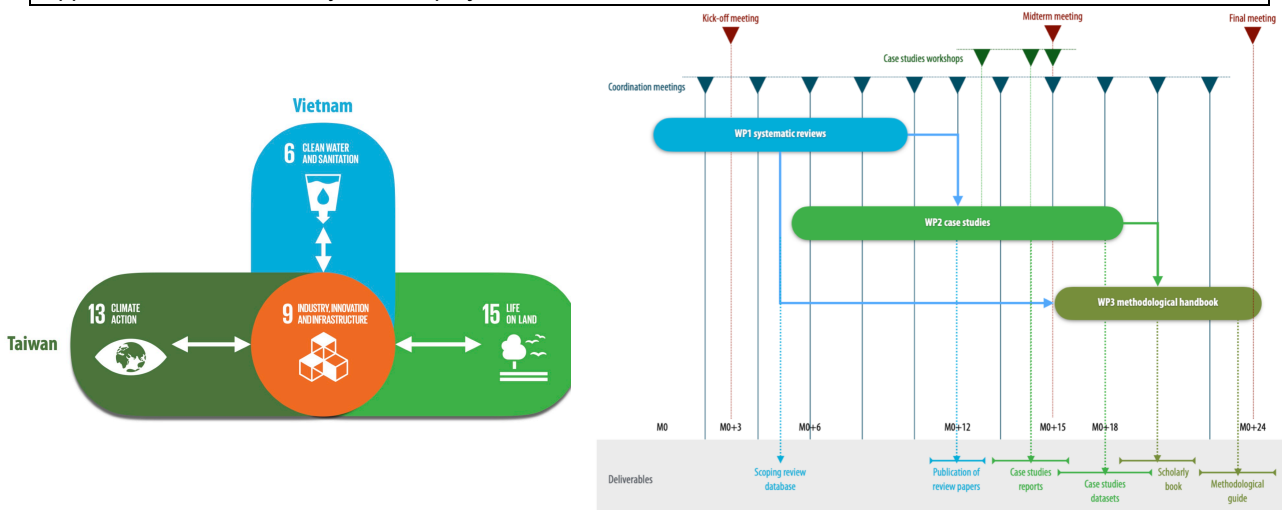 Vietnam
6 CLEAN WATER
AND SANITATION
Taiwan
13 CLIMATE
ACTION
9 INDUSTRY, INNOVATION
AND INFRASTRUCTURE
15 LIFE
ON LAND
Kick-off meeting
Midterm meeting
Final meeting
Case studies workshops
Coordination meetings
WP1 systematic reviews
WP2 case studies
WP3 methodological handbook
M0
M0+3
M0+6
M0+12
M0+15
M0+18
M0+24
Deliverables
Scoping review
database
Publication of
review papers
Case studies
reports
Case studies
datasets
Scholarly
book
Methodological
guide